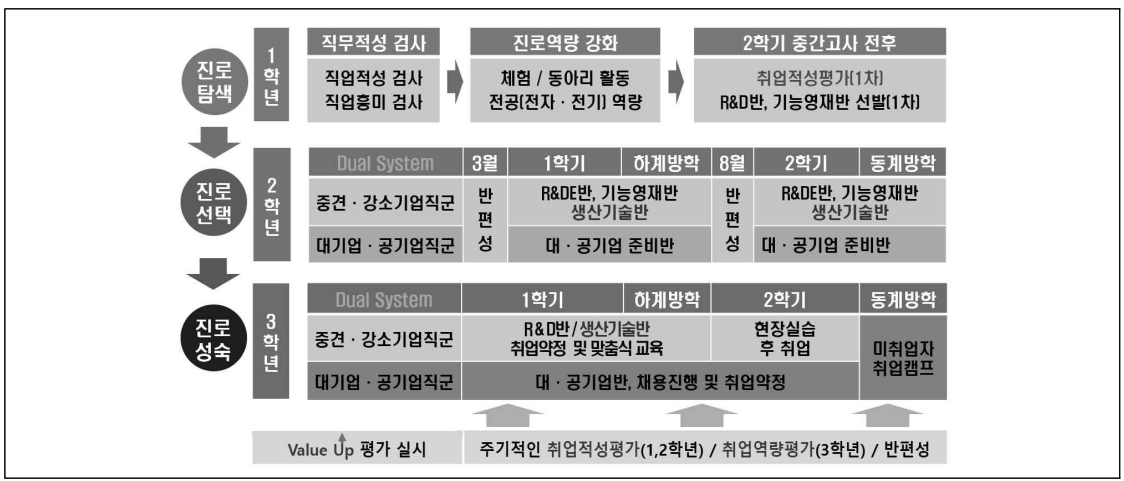 진로
탐색
1
학
년
직무적성 검사
직업적성 검사
직업흥미 검사
진로역량 강화
체험 / 동아리 활동
전공(전자 · 전기) 역량
2학기 중간고사 전후
취업적성평가(1차)
R&D반, 기능영재반 선발(1차)
진로
선택
2
학
년
Dual System
3월
1학기
하계방학
8월
2학기
동계방학
중견 · 강소기업직군
반
편
성
R&DE반, 기능영재반
생산기술반
반
편
성
R&DE반, 기능영재반
생산기술반
대기업 · 공기업직군
대 · 공기업 준비반
대 · 공기업 준비반
진로
성숙
3
학
년
Dual System
1학기
하계방학
2학기
동계방학
중견 · 강소기업직군
R&D반/생산기술반
취업약정 및 맞춤식 교육
현장실습
후 취업
미취업자
취업캠프
대기업 · 공기업직군
대 · 공기업반, 채용진행 및 취업약정
Value Up 평가 실시
주기적인 취업적성평가(1,2학년) / 취업역량평가(3학년) / 반편성